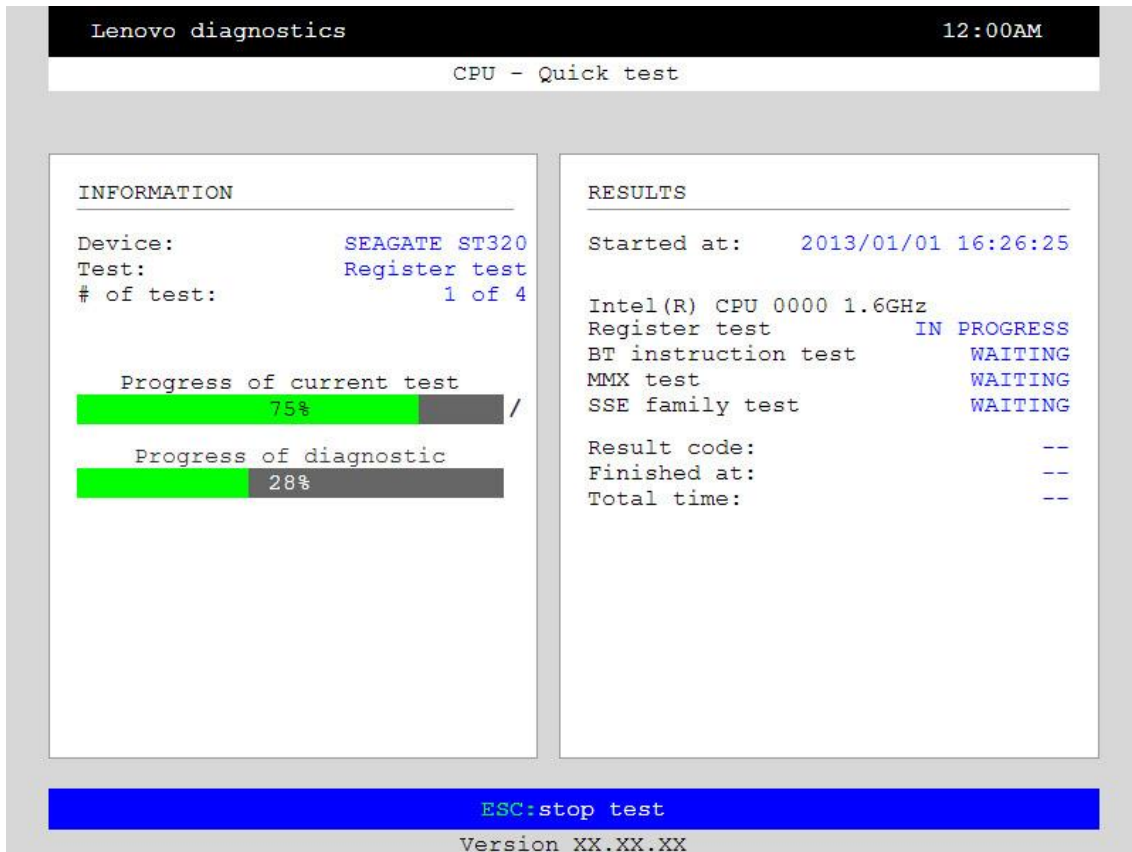 Lenovo diagnostics 12:00AM
CPU - Quick test
INFORMATION
Device: SEAGATE ST320
Test: Register test
# of test: 1 of 4
Progress of current test
75% /
Progress of diagnostic
28%
RESULTS
Started at: 2013/01/01 16:26:25
Intel(R) CPU 0000 1.6GHz
Register test IN PROGRESS
BT instruction test WAITING
MMX test WAITING
SSE family test WAITING
Result code: --
Finished at: --
Total time: --
ESC:stop test
Version XX.XX.XX